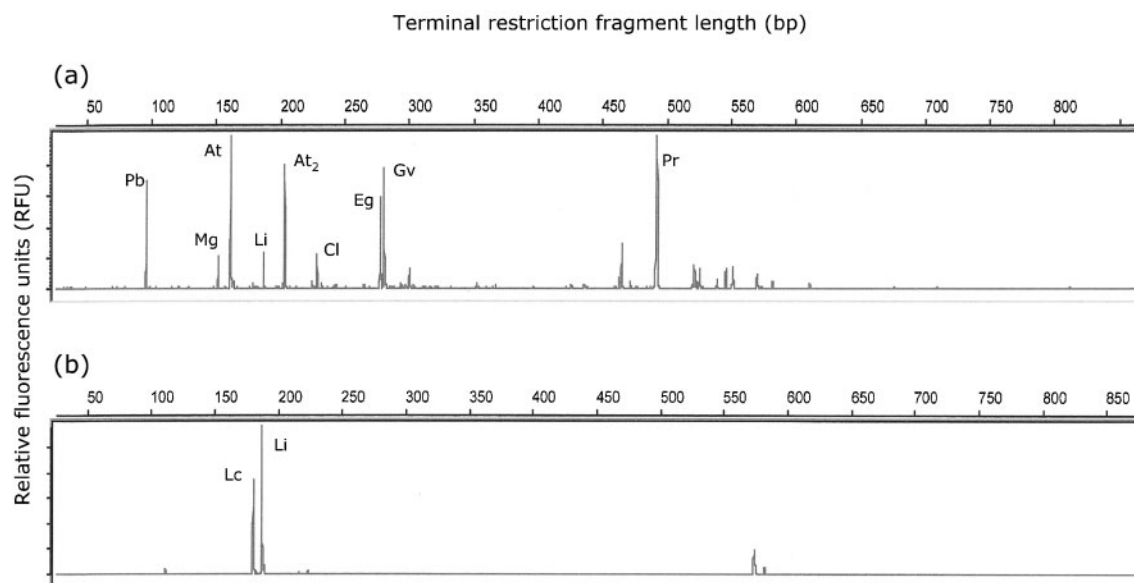 Terminal restriction fragment length (bp)
(a)
50 100 150 200 250 300 350 400 450 500 550 600 650 700 750 800
At
At2
Pb
Gv
Pr
Eg
Mg
Li
Cl
Relative fluorescence units (RFU)
(b)
50 100 150 200 250 300 350 400 450 500 550 600 650 700 750 800 850
Li
Lc